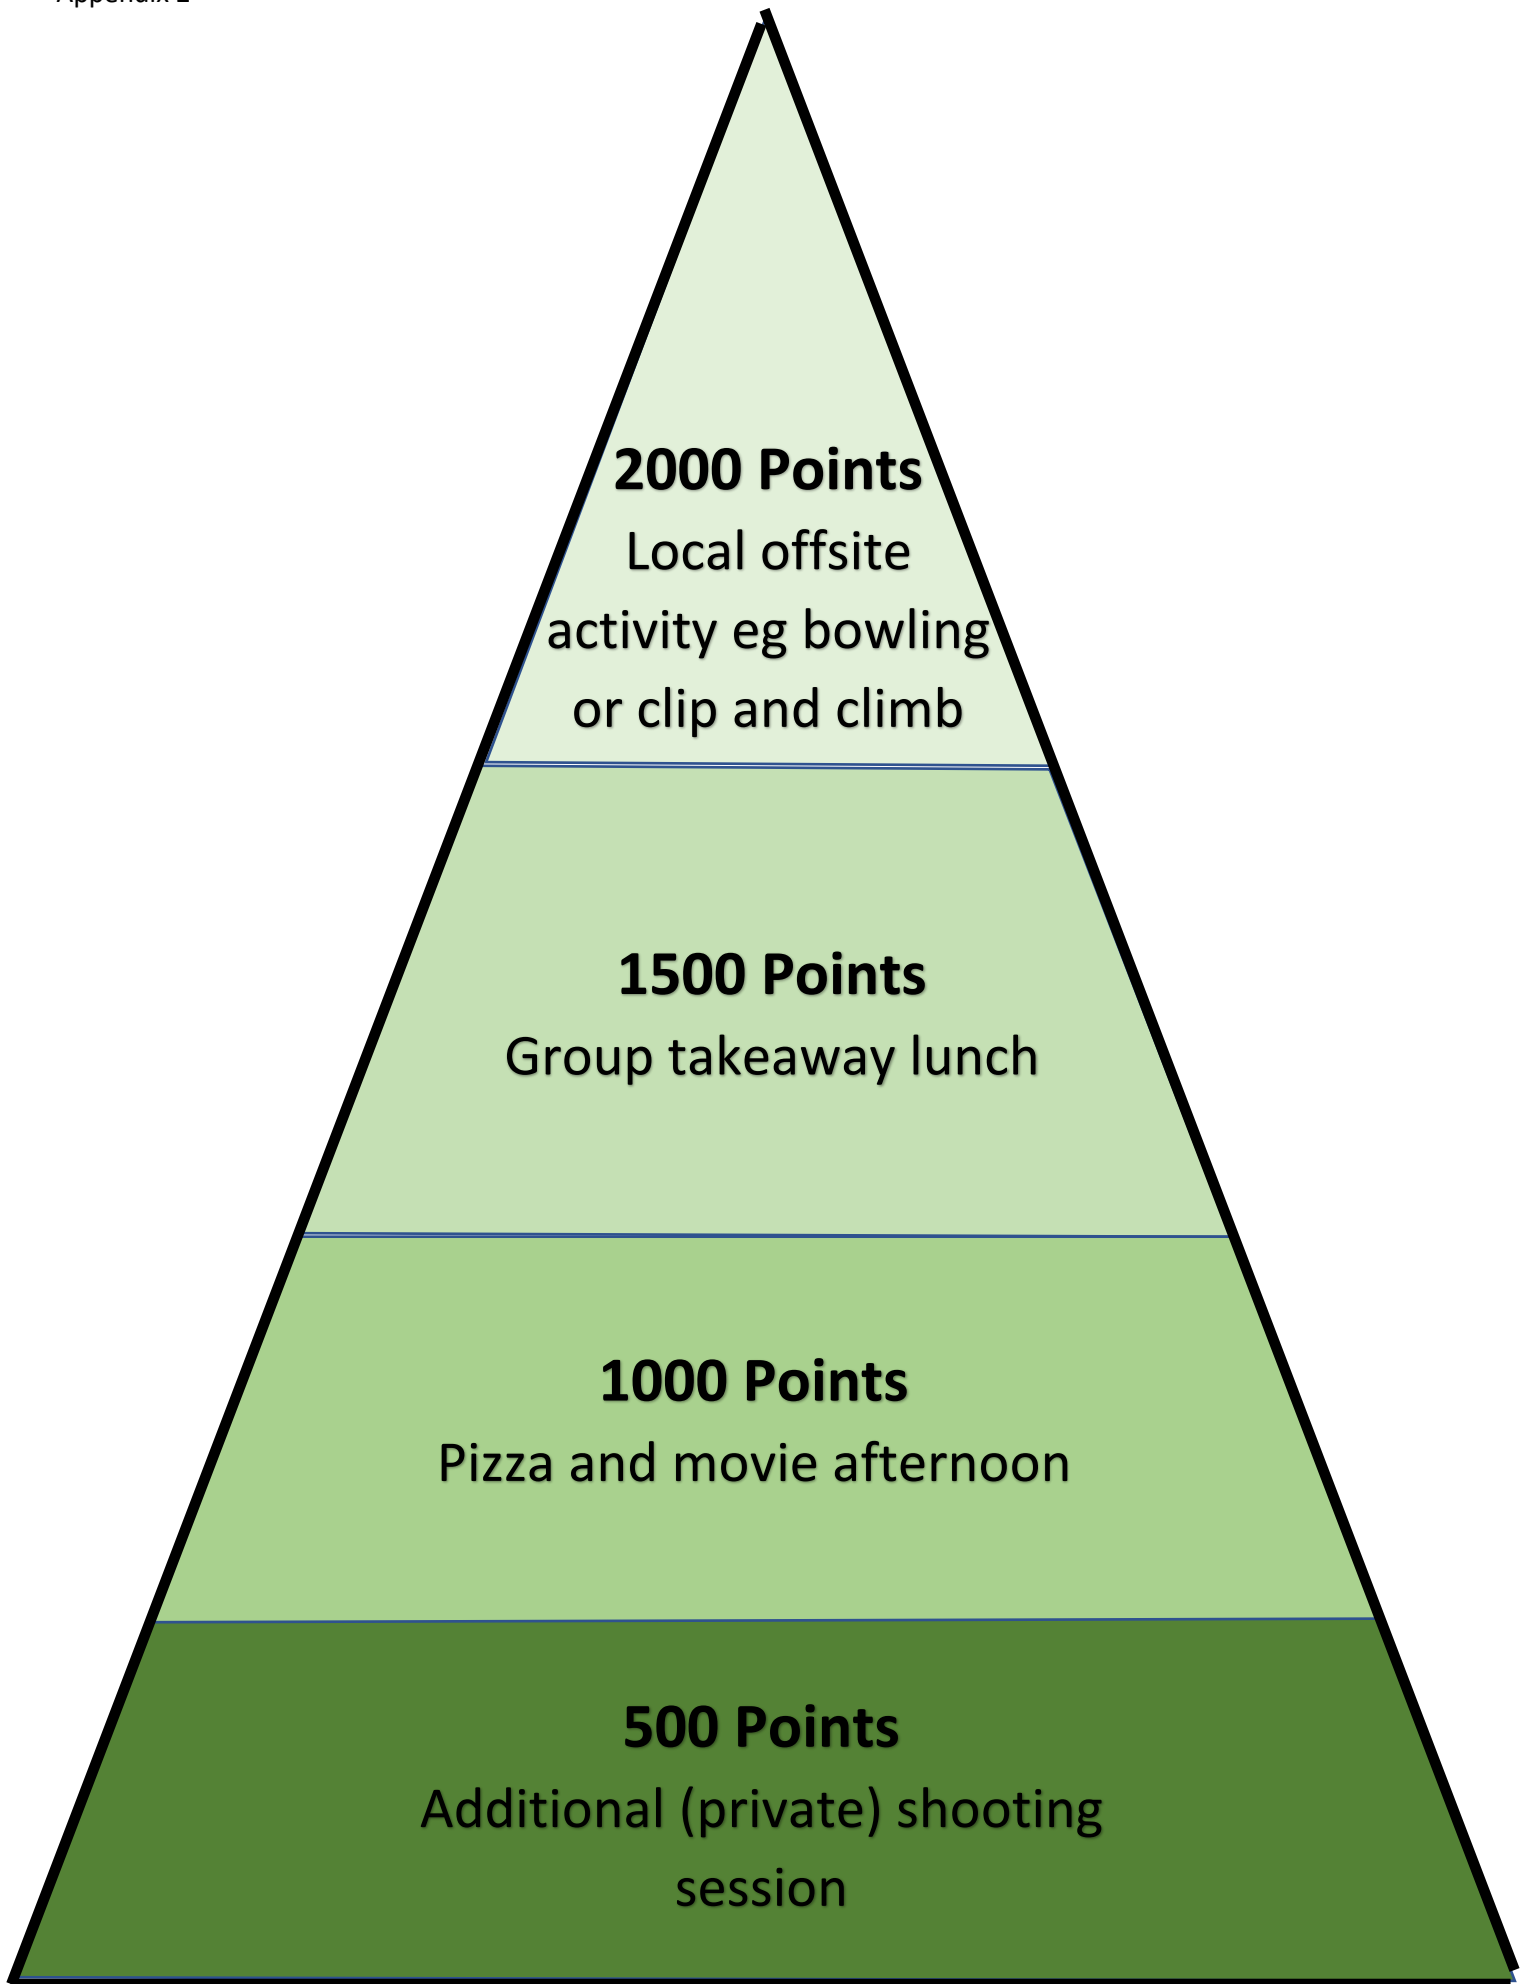 Appendix
2000 Points
Local offsite
activity eg bowling
or clip and climb
1500 Points
Group takeaway lunch
1000 Points
Pizza and movie afternoon
500 Points
Additional (private) shooting
session